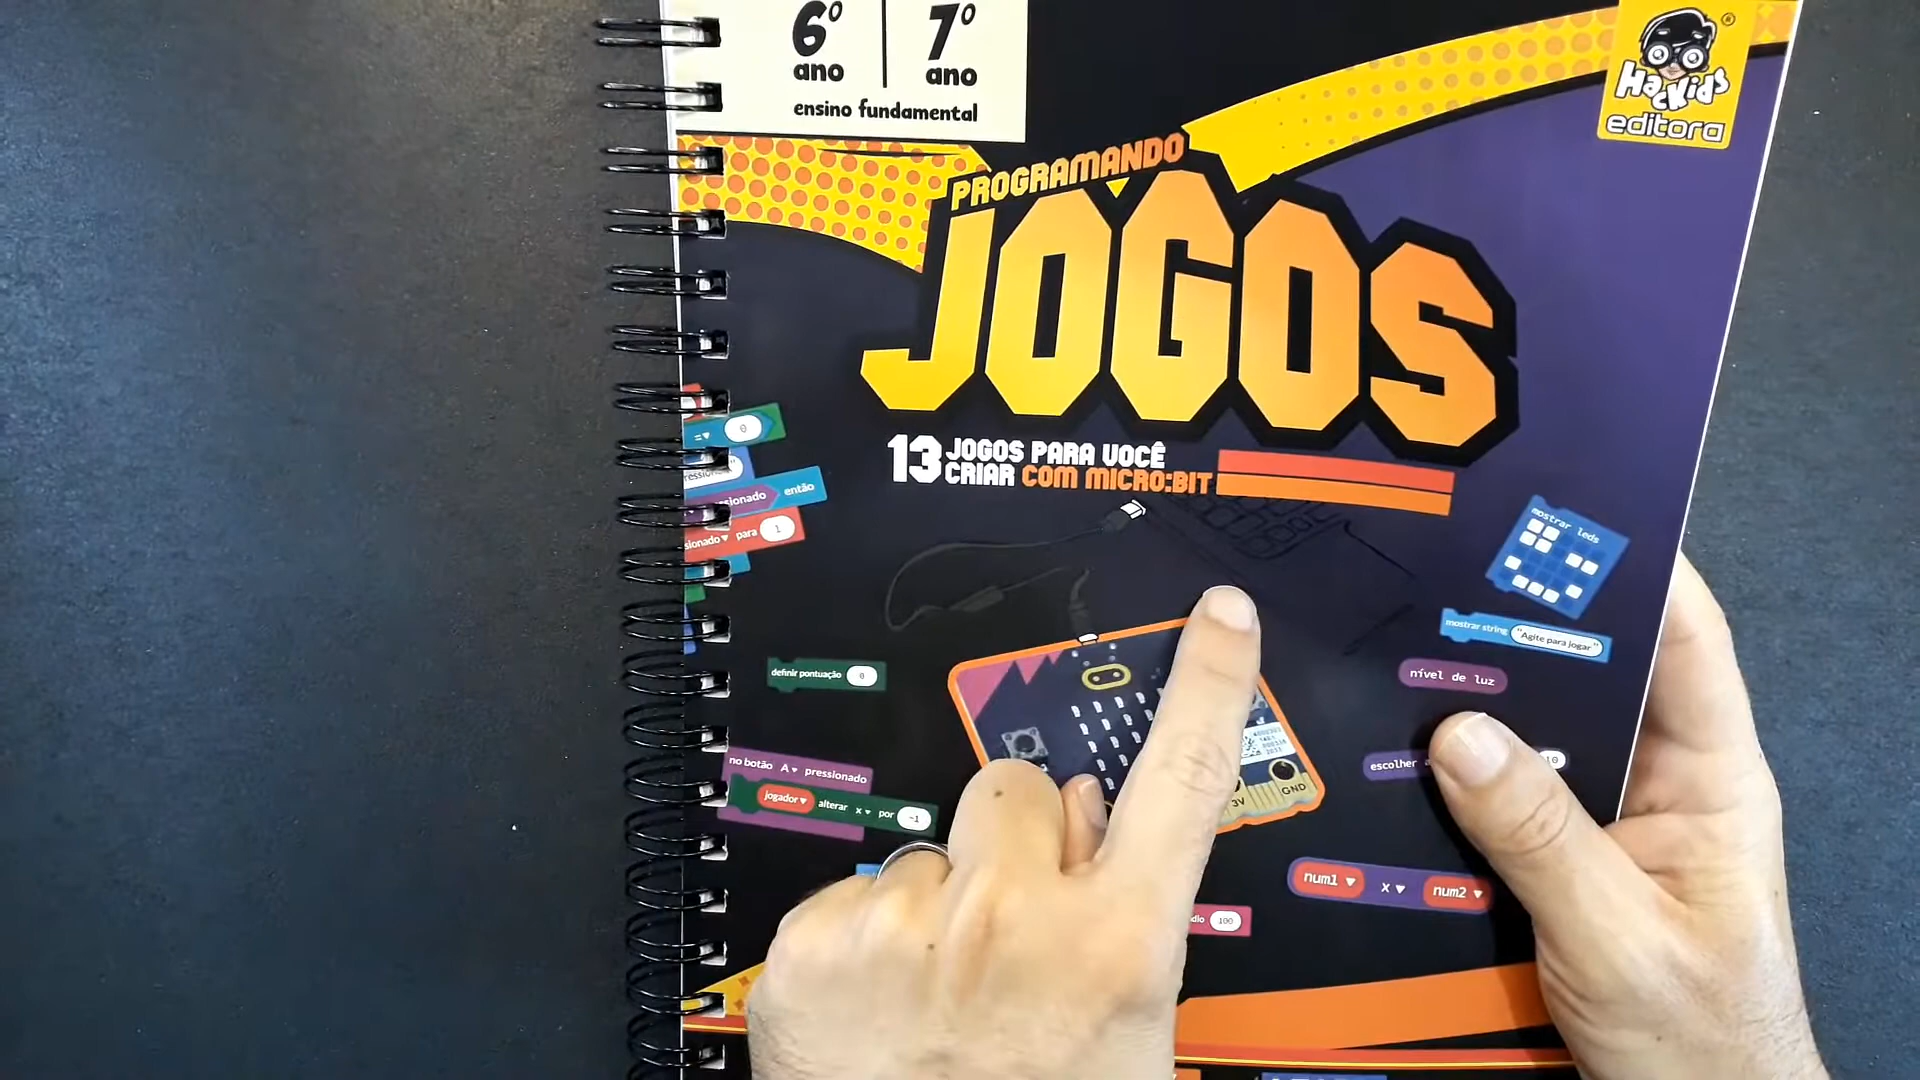 6º
ano
7º
ano
ensino fundamental
HacKids
editora
PROGRAMANDO
JOGOS
13 JOGOS PARA VOCÊ
CRIAR COM MICRO:BIT
= 0
então
para 1
mostrar leds
mostrar string "Agite para jogar"
definir pontuação 0
nível de luz
no botão A pressionado
jogador alterar x por -1
escolher
10
3V GND
num1 x num2
100